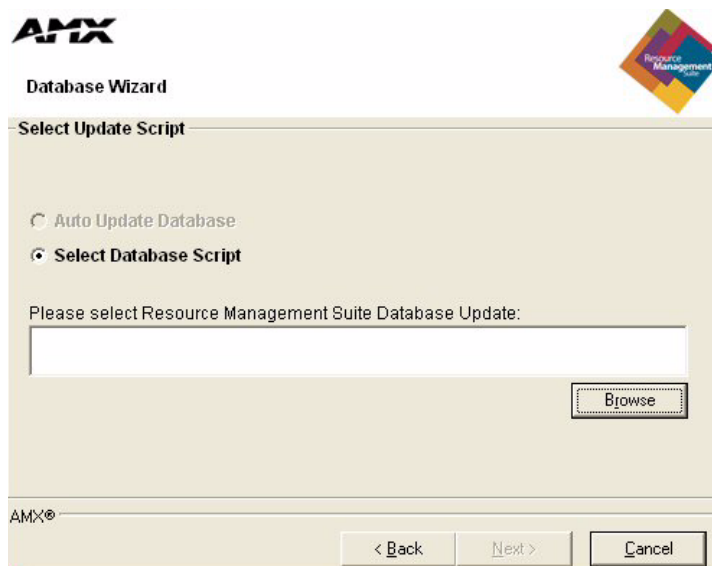 AMX
Resource
Management
Suite
Database Wizard
Select Update Script
Auto Update Database
Select Database Script
Please select Resource Management Suite Database Update:
Browse
AMX®
< Back
Next >
Cancel